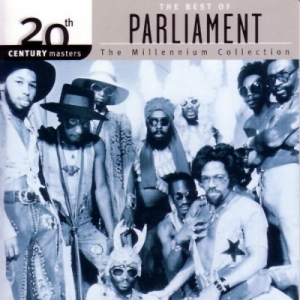 THE BEST OF
PARLIAMENT
20th
CENTURY masters
The Millennium Collection